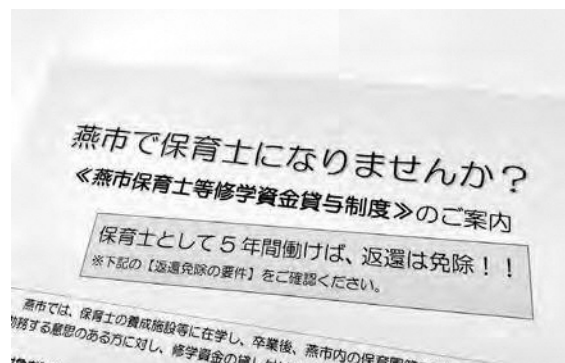 燕市で保育士になりませんか？
≪燕市保育士等修学資金貸与制度≫のご案内
保育士として５年間働けば、返還は免除！！
※下記の【返還免除の要件】をご確認ください。
燕市では、保育士の養成施設等に在学し、卒業後、燕市内の保育園
務する意思のある方に対し、修学資金の貸し付け